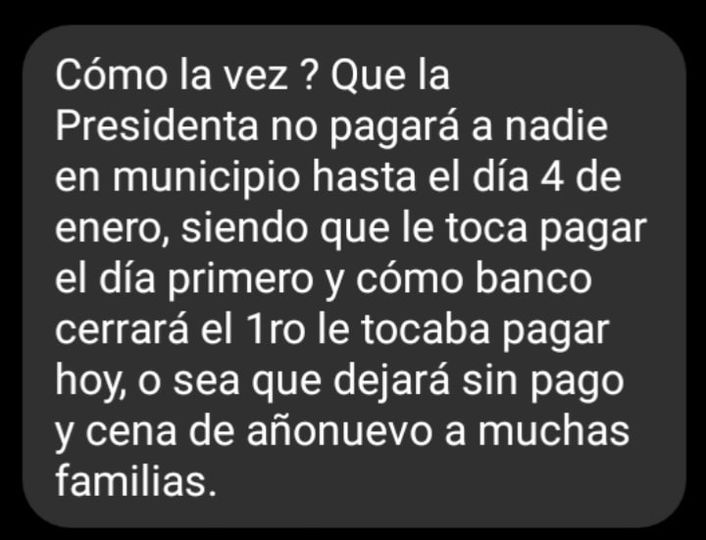 Cómo la vez ? Que la
Presidenta no pagará a nadie
en municipio hasta el día 4 de
enero, siendo que le toca pagar
el día primero y cómo banco
cerrará el 1ro le tocaba pagar
hoy, o sea que dejará sin pago
y cena de añonuevo a muchas
familias.